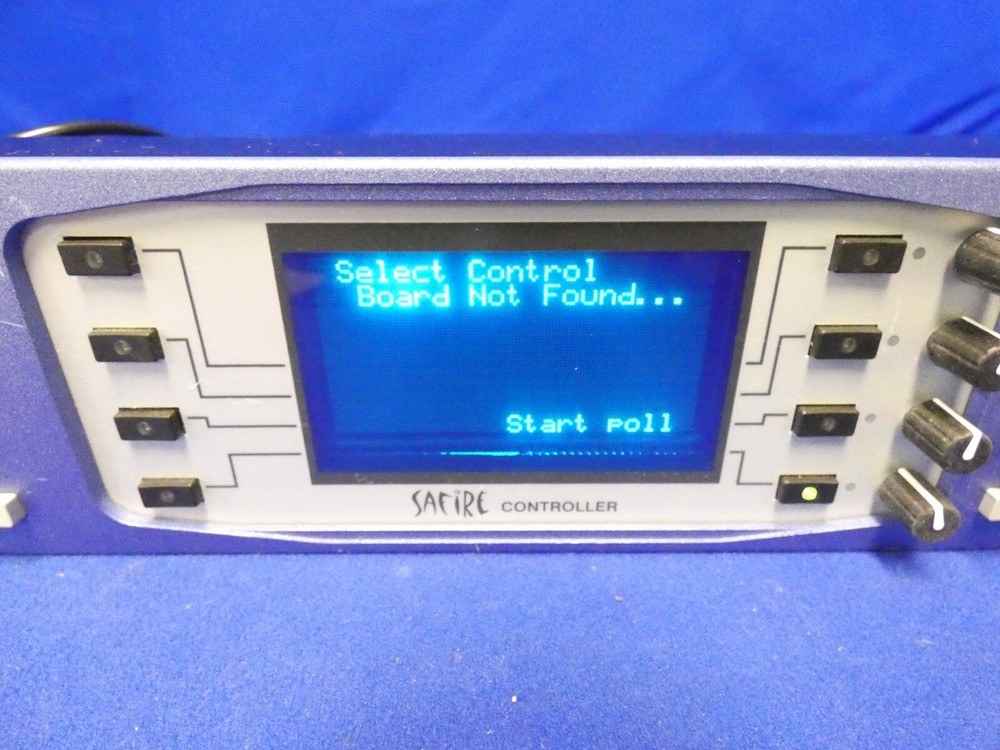 Select Control
Board Not Found...
Start poll
SAFIRE CONTROLLER